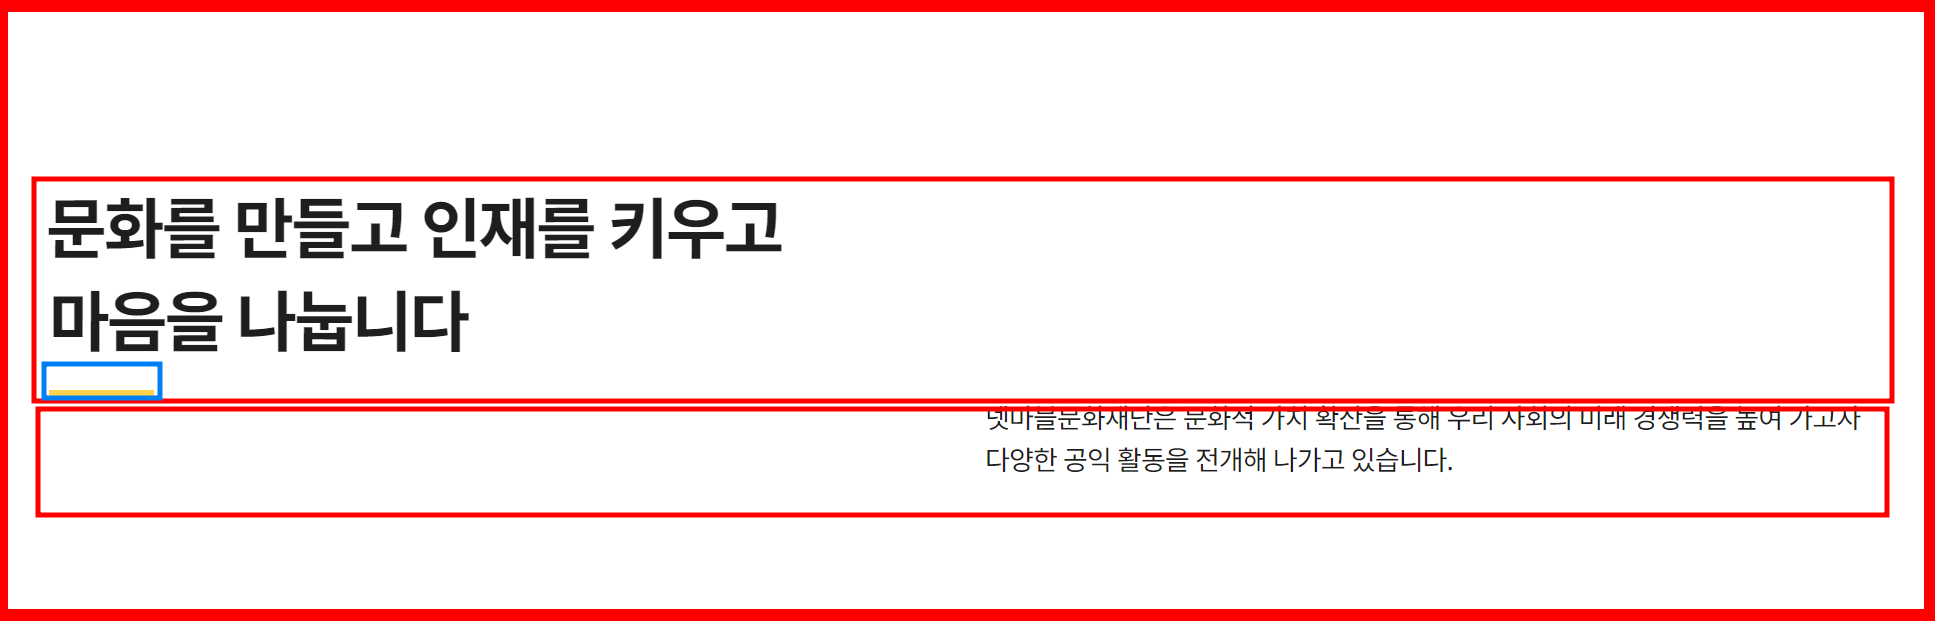 문화를 만들고 인재를 키우고
마음을 나눕니다
넷마블문화재단은 문화적 가치 확산을 통해 우리 사회의 미래 경쟁력을 높여 가고자
다양한 공익 활동을 전개해 나가고 있습니다.